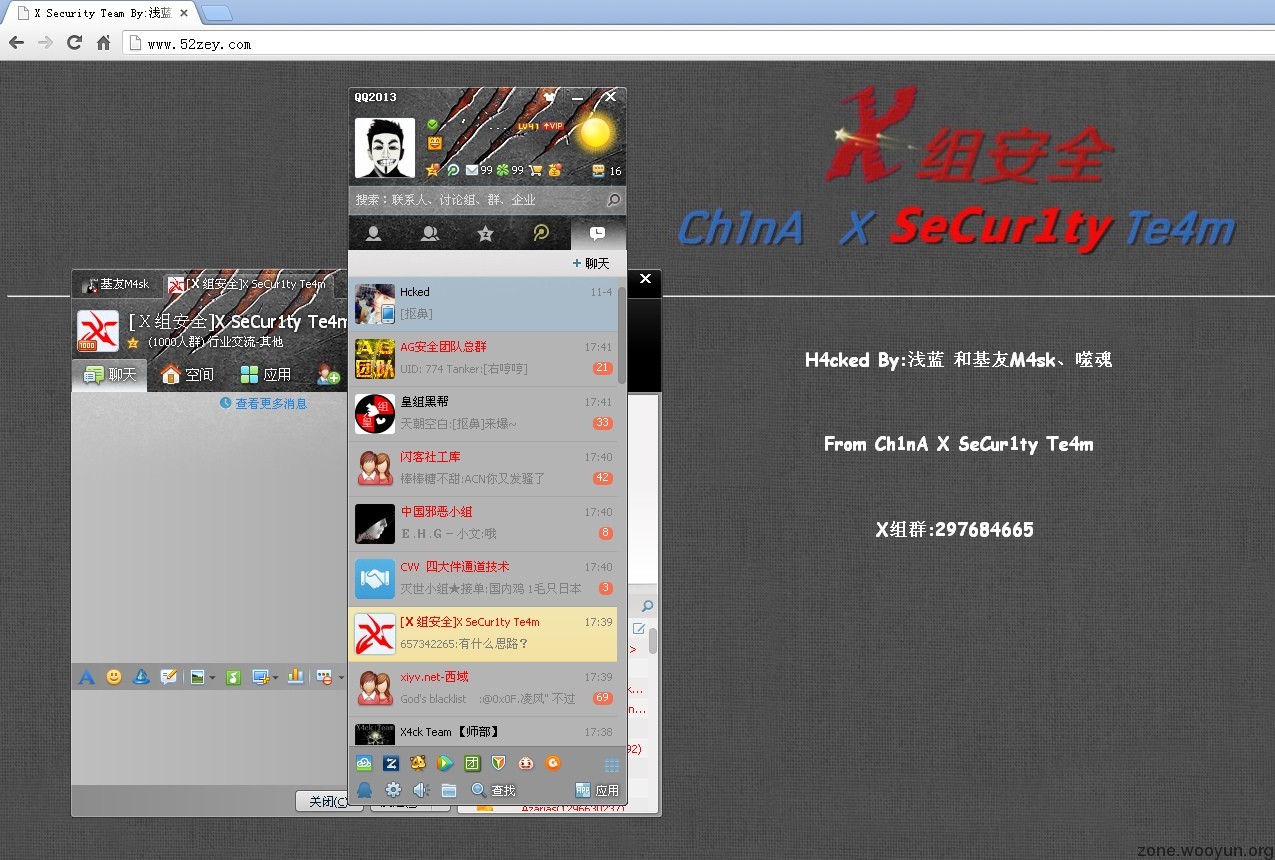 X Security Team By:浅蓝
www.52zey.com
X
组安全
Ch1nA X SeCur1ty Te4m
H4cked By:浅蓝 和基友M4sk、噬魂
From Ch1nA X SeCur1ty Te4m
X组群:297684665
QQ2013
LV41 VIP
99 99 16
搜索：联系人、讨论组、群、企业
+ 聊天
Hcked 11-4
[抠鼻]
AG安全团队总群 17:41
UID: 774 Tanker:[右哼哼] 21
皇组黑帮 17:41
天朝空白:[抠鼻]来爆~ 33
闪客社工库 17:40
棒棒糖不甜:ACN你又发骚了 42
中国邪恶小组 17:40
E.H.G－小文:哦 8
CVV 四大件通道技术 17:40
灭世小组★接单:国内鸡 1毛只日本 3
[X 组安全]X SeCur1ty Te4m 17:39
657342265:有什么思路？
xiyv.net-西域 17:39
God's blacklist :@0x0F.凌风" 不过 69
X4ck Team 【师部】 17:38
查找
应用
基友M4sk
[X 组安全]X SeCur1ty Te4m
[X组安全]X SeCur1ty Te4m
1000
(1000人群) 行业交流-其他
聊天 空间 应用
查看更多消息
关闭(C)
zone.wooyun.org